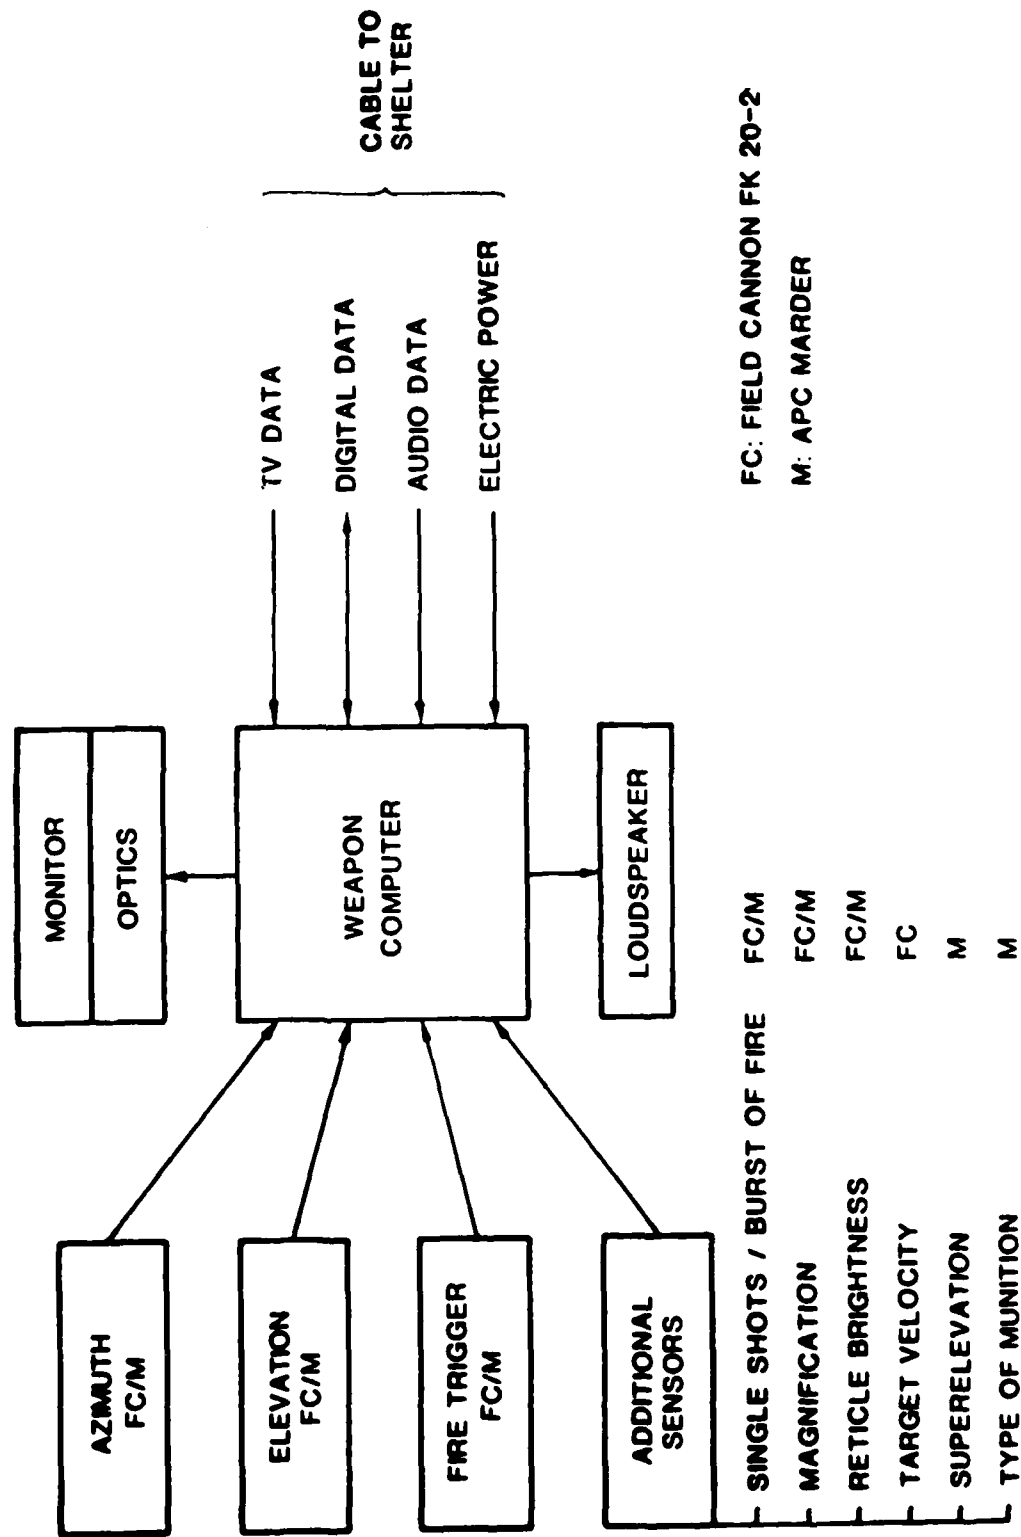 MONITOR
OPTICS
AZIMUTH
FC/M
ELEVATION
FC/M
FIRE TRIGGER
FC/M
ADDITIONAL
SENSORS
WEAPON
COMPUTER
LOUDSPEAKER
TV DATA
DIGITAL DATA
AUDIO DATA
ELECTRIC POWER
CABLE TO
SHELTER
SINGLE SHOTS / BURST OF FIRE FC/M
MAGNIFICATION FC/M
RETICLE BRIGHTNESS FC/M
TARGET VELOCITY FC
SUPERELEVATION M
TYPE OF MUNITION M
FC: FIELD CANNON FK 20-2
M: APC MARDER